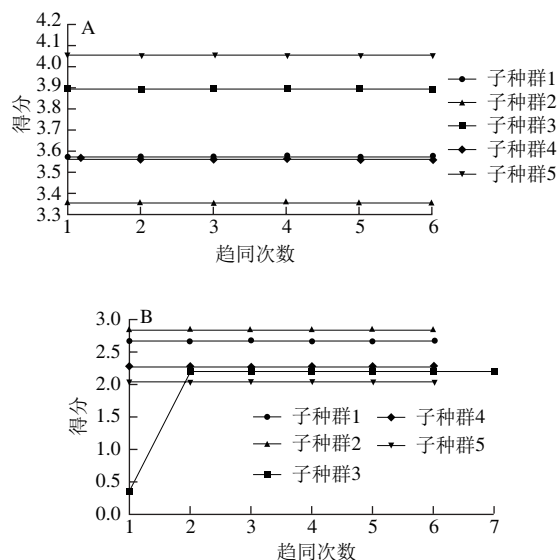 A
4.2
4.1
4.0
3.9
3.8
3.7
3.6
3.5
3.4
3.3
得分
1 2 3 4 5 6
趋同次数
子种群1
子种群2
子种群3
子种群4
子种群5
B
3.0
2.5
2.0
1.5
1.0
0.5
0.0
得分
子种群1 子种群4
子种群2 子种群5
子种群3
1 2 3 4 5 6 7
趋同次数